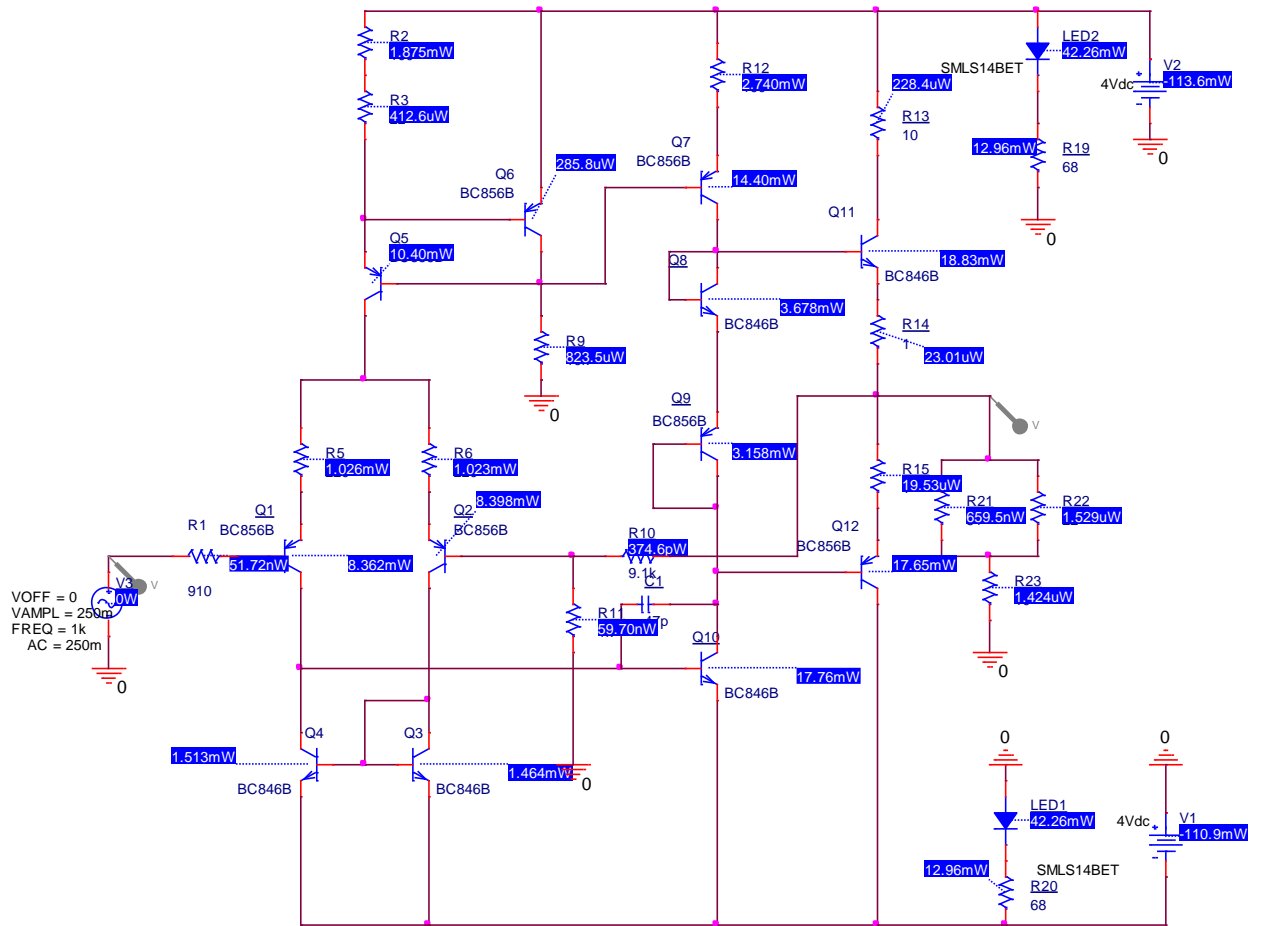 R2
1.875mW
R3
412.6uW
R12
2.740mW
228.4uW
R13
10
LED2
42.26mW
SMLS14BET
V2
4Vdc
-113.6mW
0
12.96mW
R19
68
0
Q7
BC856B
14.40mW
Q6
BC856B
285.8uW
Q5
10.40mW
Q11
18.83mW
BC846B
Q8
3.678mW
BC846B
R9
823.5uW
0
R14
1
23.01uW
Q9
BC856B
3.158mW
V
R5
1.026mW
R6
1.023mW
R15
19.53uW
R21
659.5nW
R22
1.529uW
Q1
BC856B
Q2
BC856B
8.398mW
R1
910
51.72nW
8.362mW
R10
374.6pW
9.1k
Q12
BC856B
17.65mW
V
V3
0W
VOFF = 0
VAMPL = 250m
FREQ = 1k
AC = 250m
0
C1
47p
R11
59.70nW
R23
1.424uW
0
Q10
17.76mW
BC846B
Q4
1.513mW
BC846B
Q3
1.464mW
BC846B
0
0
0
LED1
42.26mW
SMLS14BET
4Vdc
V1
-110.9mW
12.96mW
R20
68